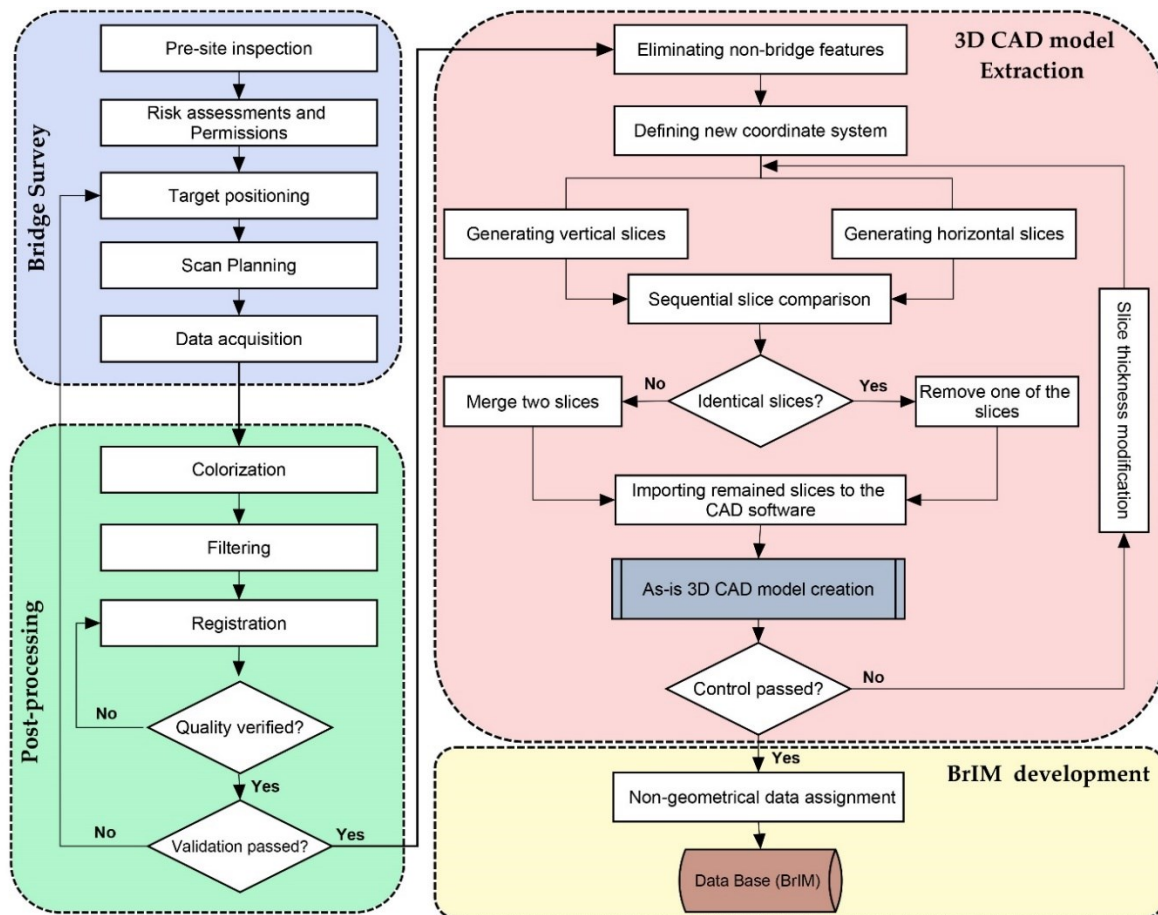 Bridge Survey
Pre-site inspection
Risk assessments and
Permissions
Target positioning
Scan Planning
Data acquisition
Post-processing
Colorization
Filtering
Registration
Quality verified?
No
Yes
Validation passed?
No
Yes
3D CAD model
Extraction
Eliminating non-bridge features
Defining new coordinate system
Generating vertical slices
Generating horizontal slices
Sequential slice comparison
Identical slices?
No
Yes
Merge two slices
Remove one of the
slices
Importing remained slices to the
CAD software
As-is 3D CAD model creation
Control passed?
No
Slice thickness modification
Yes
BrIM development
Non-geometrical data assignment
Data Base (BrIM)